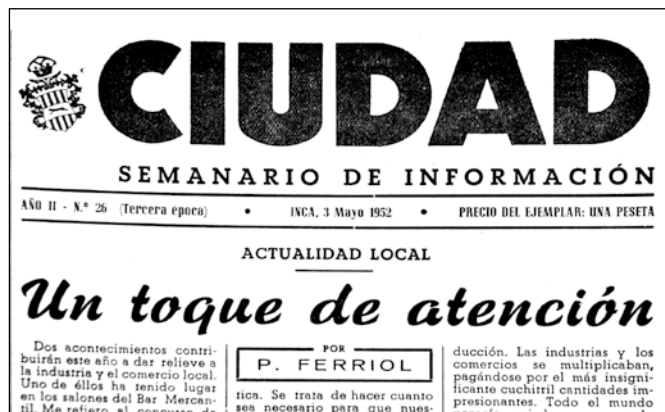 CIUDAD
SEMANARIO DE INFORMACIÓN
AÑO II - N.º 26 (Tercera época) • INCA, 3 Mayo 1952 • PRECIO DEL EJEMPLAR: UNA PESETA
ACTUALIDAD LOCAL
Un toque de atención
Dos acontecimientos contri-
buirán este año a dar relieve a
la industria y el comercio local.
Uno de éllos ha tenido lugar
en los salones del Bar Mercan-
til. Me refiero al concurso de
POR
P. FERRIOL
tica. Se trata de hacer cuanto
sea necesario para que nues-
ducción. Las industrias y los
comercios se multiplicaban,
pagándose por el más insigni-
ficante cuchitril cantidades im-
presionantes. Todo el mundo